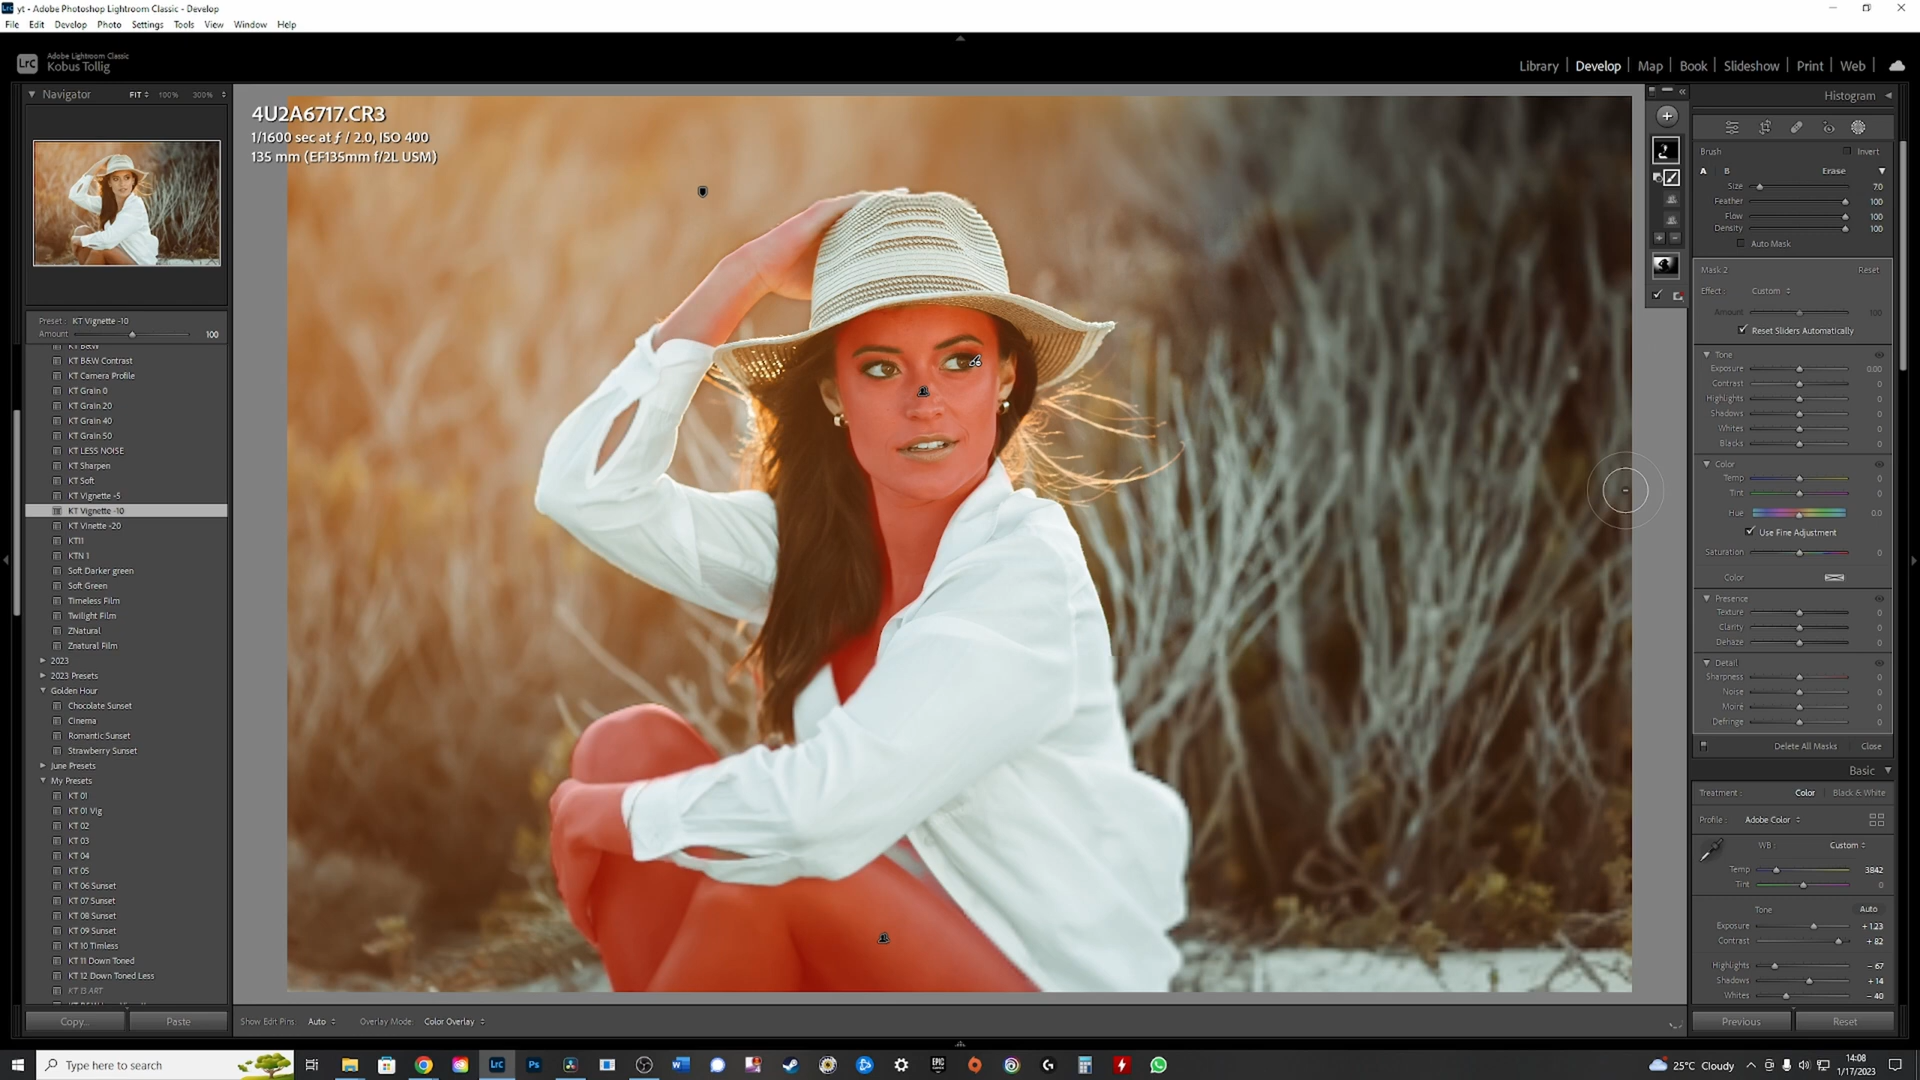 yt - Adobe Photoshop Lightroom Classic - Develop
File Edit Develop Photo Settings Tools View Window Help
LrC
Adobe Lightroom Classic
Kobus Tollig
Library | Develop | Map | Book | Slideshow | Print | Web
Navigator FIT 100% 300%
4U2A6717.CR3
1/1600 sec at ƒ / 2.0, ISO 400
135 mm (EF135mm f/2L USM)
Preset : KT Vignette -10
Amount 100
KT B&W
KT B&W Contrast
KT Camera Profile
KT Grain 0
KT Grain 20
KT Grain 40
KT Grain 50
KT LESS NOISE
KT Sharpen
KT Soft
KT Vignette -5
KT Vignette -10
KT Vinette -20
KT11
KTN 1
Soft Darker green
Soft Green
Timeless Film
Twilight Film
ZNatural
Znatural Film
2023
2023 Presets
Golden Hour
Chocolate Sunset
Cinema
Romantic Sunset
Strawberry Sunset
June Presets
My Presets
KT 01
KT 01 Vig
KT 02
KT 03
KT 04
KT 05
KT 06 Sunset
KT 07 Sunset
KT 08 Sunset
KT 09 Sunset
KT 10 Timless
KT 11 Down Toned
KT 12 Down Toned Less
KT 13 ART
Copy... Paste
Show Edit Pins: Auto Overlay Mode: Color Overlay
Histogram
Brush Invert
A B Erase
Size 7.0
Feather 100
Flow 100
Density 100
Auto Mask
Mask 2 Reset
Effect : Custom
Amount 100
Reset Sliders Automatically
Tone
Exposure 0.00
Contrast 0
Highlights 0
Shadows 0
Whites 0
Blacks 0
Color
Temp 0
Tint 0
Hue 0.0
Use Fine Adjustment
Saturation 0
Color
Presence
Texture 0
Clarity 0
Dehaze 0
Detail
Sharpness 0
Noise 0
Moiré 0
Defringe 0
Delete All Masks Close
Basic
Treatment : Color Black & White
Profile : Adobe Color
WB : Custom
Temp 3842
Tint 0
Tone Auto
Exposure + 1.23
Contrast + 82
Highlights - 67
Shadows + 14
Whites - 40
Previous Reset
Type here to search
LrC
Ps
25°C Cloudy
14:08
1/17/2023